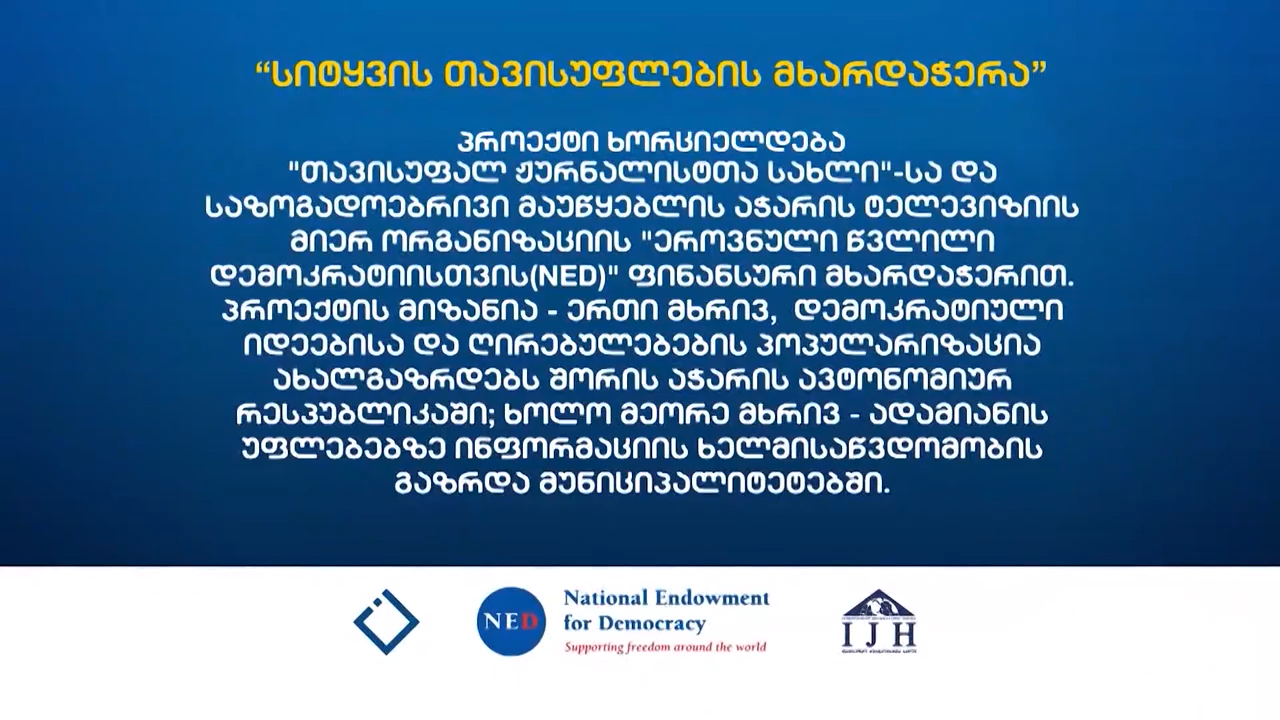 “სიტყვის თავისუფლების მხარდაჭერა”
პროექტი ხორციელდება
"თავისუფალ ჟურნალისტთა სახლი"-სა და
საზოგადოებრივი მაუწყებლის აჭარის ტელევიზიის
მიერ ორგანიზაციის "ეროვნული წვლილი
დემოკრატიისთვის(NED)" ფინანსური მხარდაჭერით.
პროექტის მიზანია - ერთი მხრივ, დემოკრატიული
იდეებისა და ღირებულებების პოპულარიზაცია
ახალგაზრდებს შორის აჭარის ავტონომიურ
რესპუბლიკაში; ხოლო მეორე მხრივ - ადამიანის
უფლებებზე ინფორმაციის ხელმისაწვდომობის
გაზრდა მუნიციპალიტეტებში.
NED
National Endowment
for Democracy
Supporting freedom around the world
IJH